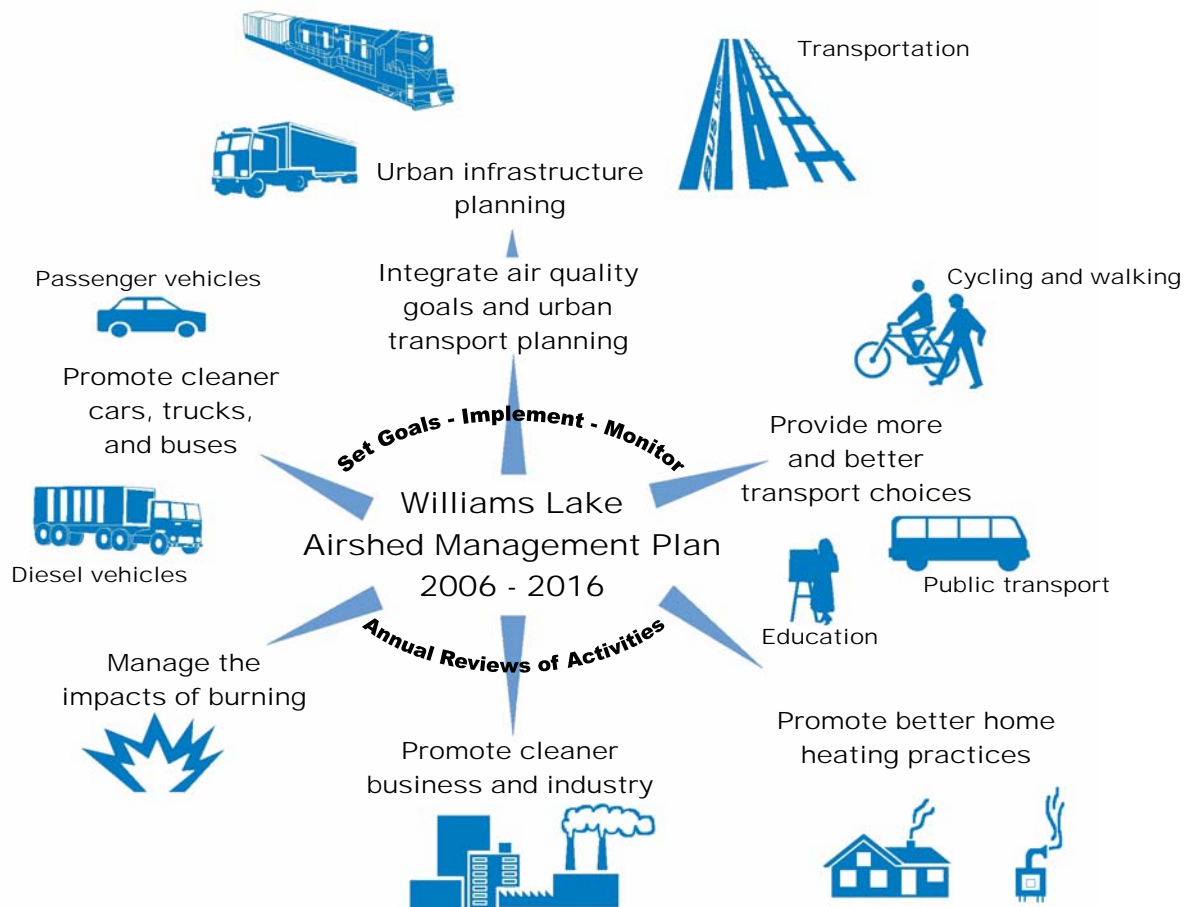 Transportation
Urban infrastructure
planning
BUS LANE
Passenger vehicles
Integrate air quality
goals and urban
transport planning
Cycling and walking
Promote cleaner
cars, trucks,
and buses
Set Goals - Implement - Monitor
Provide more
and better
transport choices
Williams Lake
Airshed Management Plan
2006 - 2016
Diesel vehicles
Public transport
Education
Annual Reviews of Activities
Manage the
impacts of burning
Promote cleaner
business and industry
Promote better home
heating practices